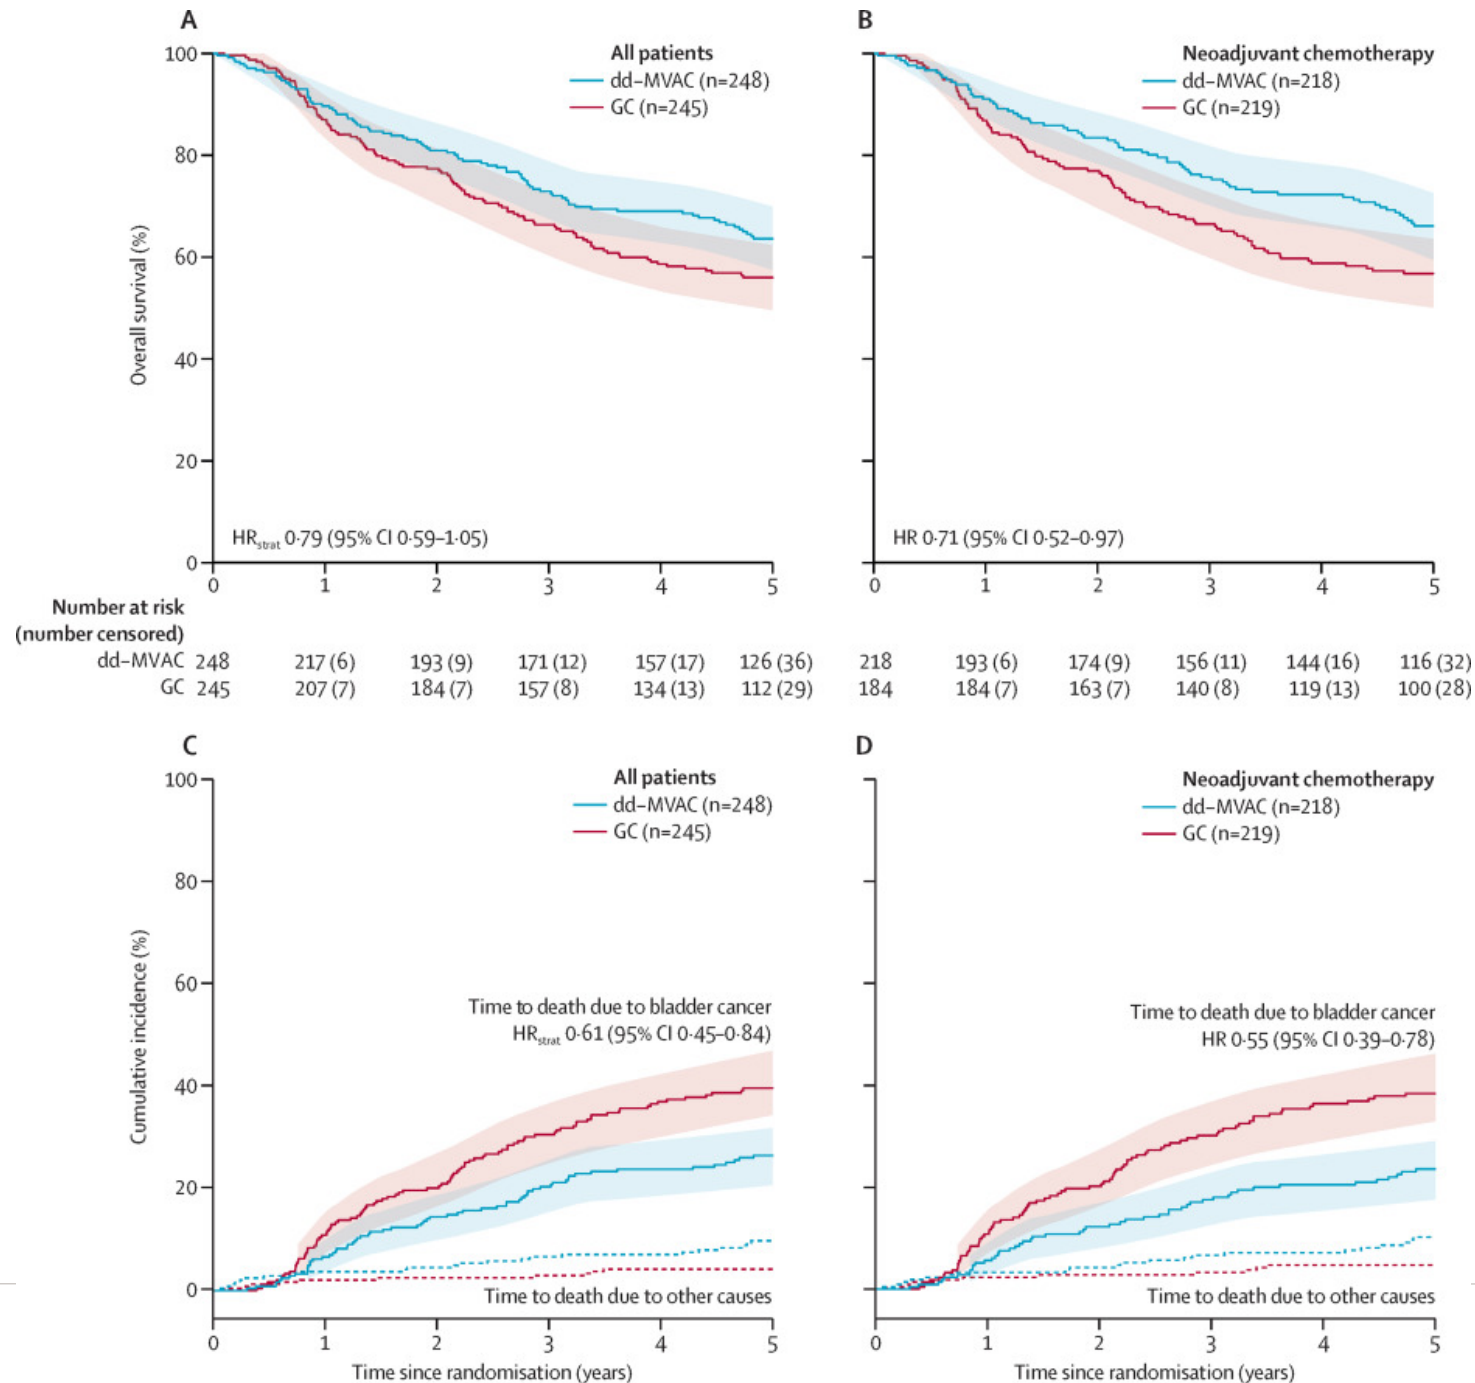 A
All patients
dd–MVAC (n=248)
GC (n=245)
100
80
60
40
20
0
Overall survival (%)
HRstrat 0·79 (95% CI 0·59–1·05)
0 1 2 3 4 5
B
Neoadjuvant chemotherapy
dd–MVAC (n=218)
GC (n=219)
HR 0·71 (95% CI 0·52–0·97)
0 1 2 3 4 5
Number at risk
(number censored)
dd–MVAC 248 217 (6) 193 (9) 171 (12) 157 (17) 126 (36) 218 193 (6) 174 (9) 156 (11) 144 (16) 116 (32)
GC 245 207 (7) 184 (7) 157 (8) 134 (13) 112 (29) 184 184 (7) 163 (7) 140 (8) 119 (13) 100 (28)
C
All patients
dd–MVAC (n=248)
GC (n=245)
100
80
60
40
20
0
Cumulative incidence (%)
Time to death due to bladder cancer
HRstrat 0·61 (95% CI 0·45–0·84)
Time to death due to other causes
0 1 2 3 4 5
Time since randomisation (years)
D
Neoadjuvant chemotherapy
dd–MVAC (n=218)
GC (n=219)
Time to death due to bladder cancer
HR 0·55 (95% CI 0·39–0·78)
Time to death due to other causes
0 1 2 3 4 5
Time since randomisation (years)